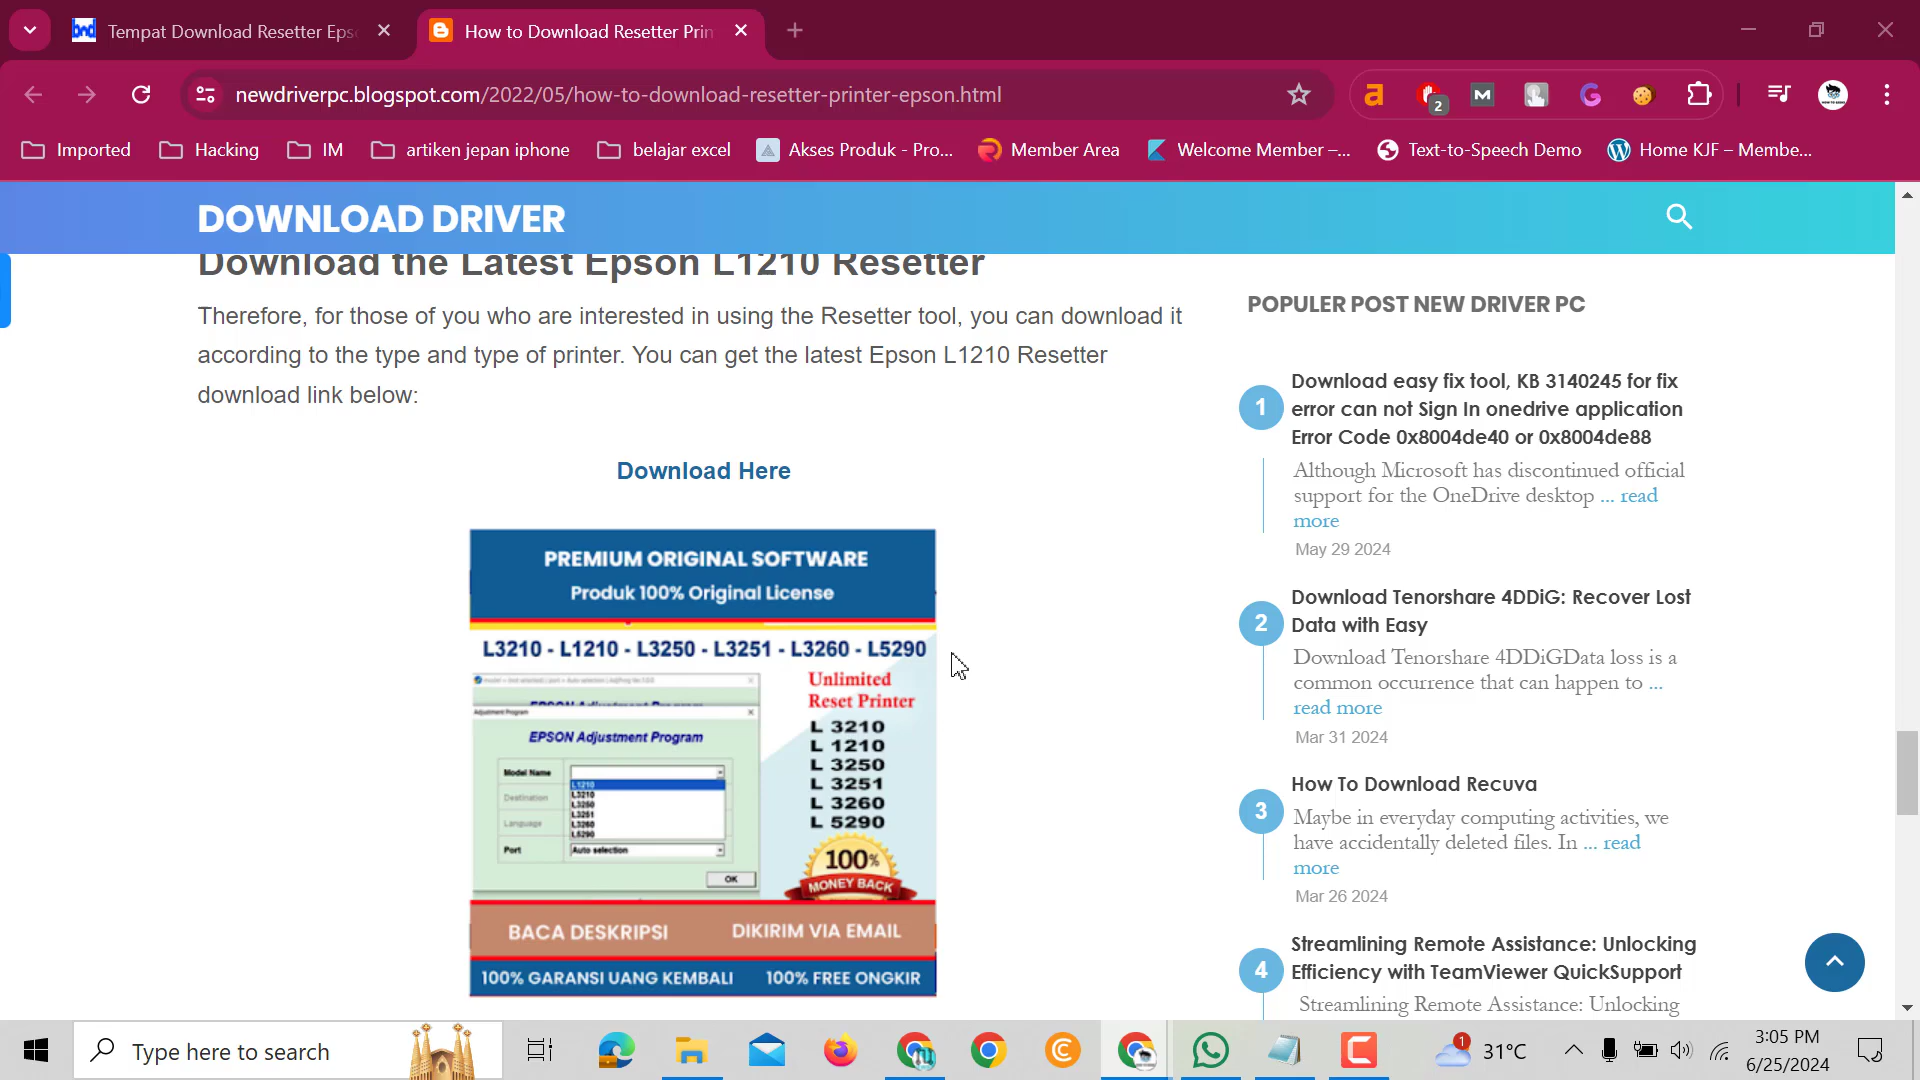 Tempat Download Resetter Eps
How to Download Resetter Prin
newdriverpc.blogspot.com/2022/05/how-to-download-resetter-printer-epson.html
2
Imported
Hacking
IM
artiken jepan iphone
belajar excel
Akses Produk - Pro...
Member Area
Welcome Member –...
Text-to-Speech Demo
Home KJF – Membe...
DOWNLOAD DRIVER
Download the Latest Epson L1210 Resetter
Therefore, for those of you who are interested in using the Resetter tool, you can download it
according to the type and type of printer. You can get the latest Epson L1210 Resetter
download link below:
Download Here
PREMIUM ORIGINAL SOFTWARE
Produk 100% Original License
L3210 - L1210 - L3250 - L3251 - L3260 - L5290
Unlimited
Reset Printer
L 3210
L 1210
L 3250
L 3251
L 3260
L 5290
Adjustment Program
EPSON Adjustment Program
Model Name
L1210
L3210
L3250
L3251
L3260
L5290
Destination
Language
Port
Auto selection
OK
100%
MONEY BACK
BACA DESKRIPSI
DIKIRIM VIA EMAIL
100% GARANSI UANG KEMBALI
100% FREE ONGKIR
POPULER POST NEW DRIVER PC
1
Download easy fix tool, KB 3140245 for fix
error can not Sign In onedrive application
Error Code 0x8004de40 or 0x8004de88
Although Microsoft has discontinued official
support for the OneDrive desktop ... read
more
May 29 2024
2
Download Tenorshare 4DDiG: Recover Lost
Data with Easy
Download Tenorshare 4DDiGData loss is a
common occurrence that can happen to ...
read more
Mar 31 2024
3
How To Download Recuva
Maybe in everyday computing activities, we
have accidentally deleted files. In ... read
more
Mar 26 2024
4
Streamlining Remote Assistance: Unlocking
Efficiency with TeamViewer QuickSupport
Streamlining Remote Assistance: Unlocking
Type here to search
1
31°C
3:05 PM
6/25/2024